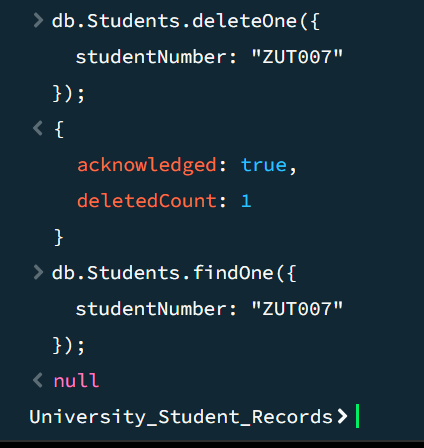 > db.Students.deleteOne({
studentNumber: "ZUT007"
});
< {
acknowledged: true,
deletedCount: 1
}
> db.Students.findOne({
studentNumber: "ZUT007"
});
< null
University_Student_Records>